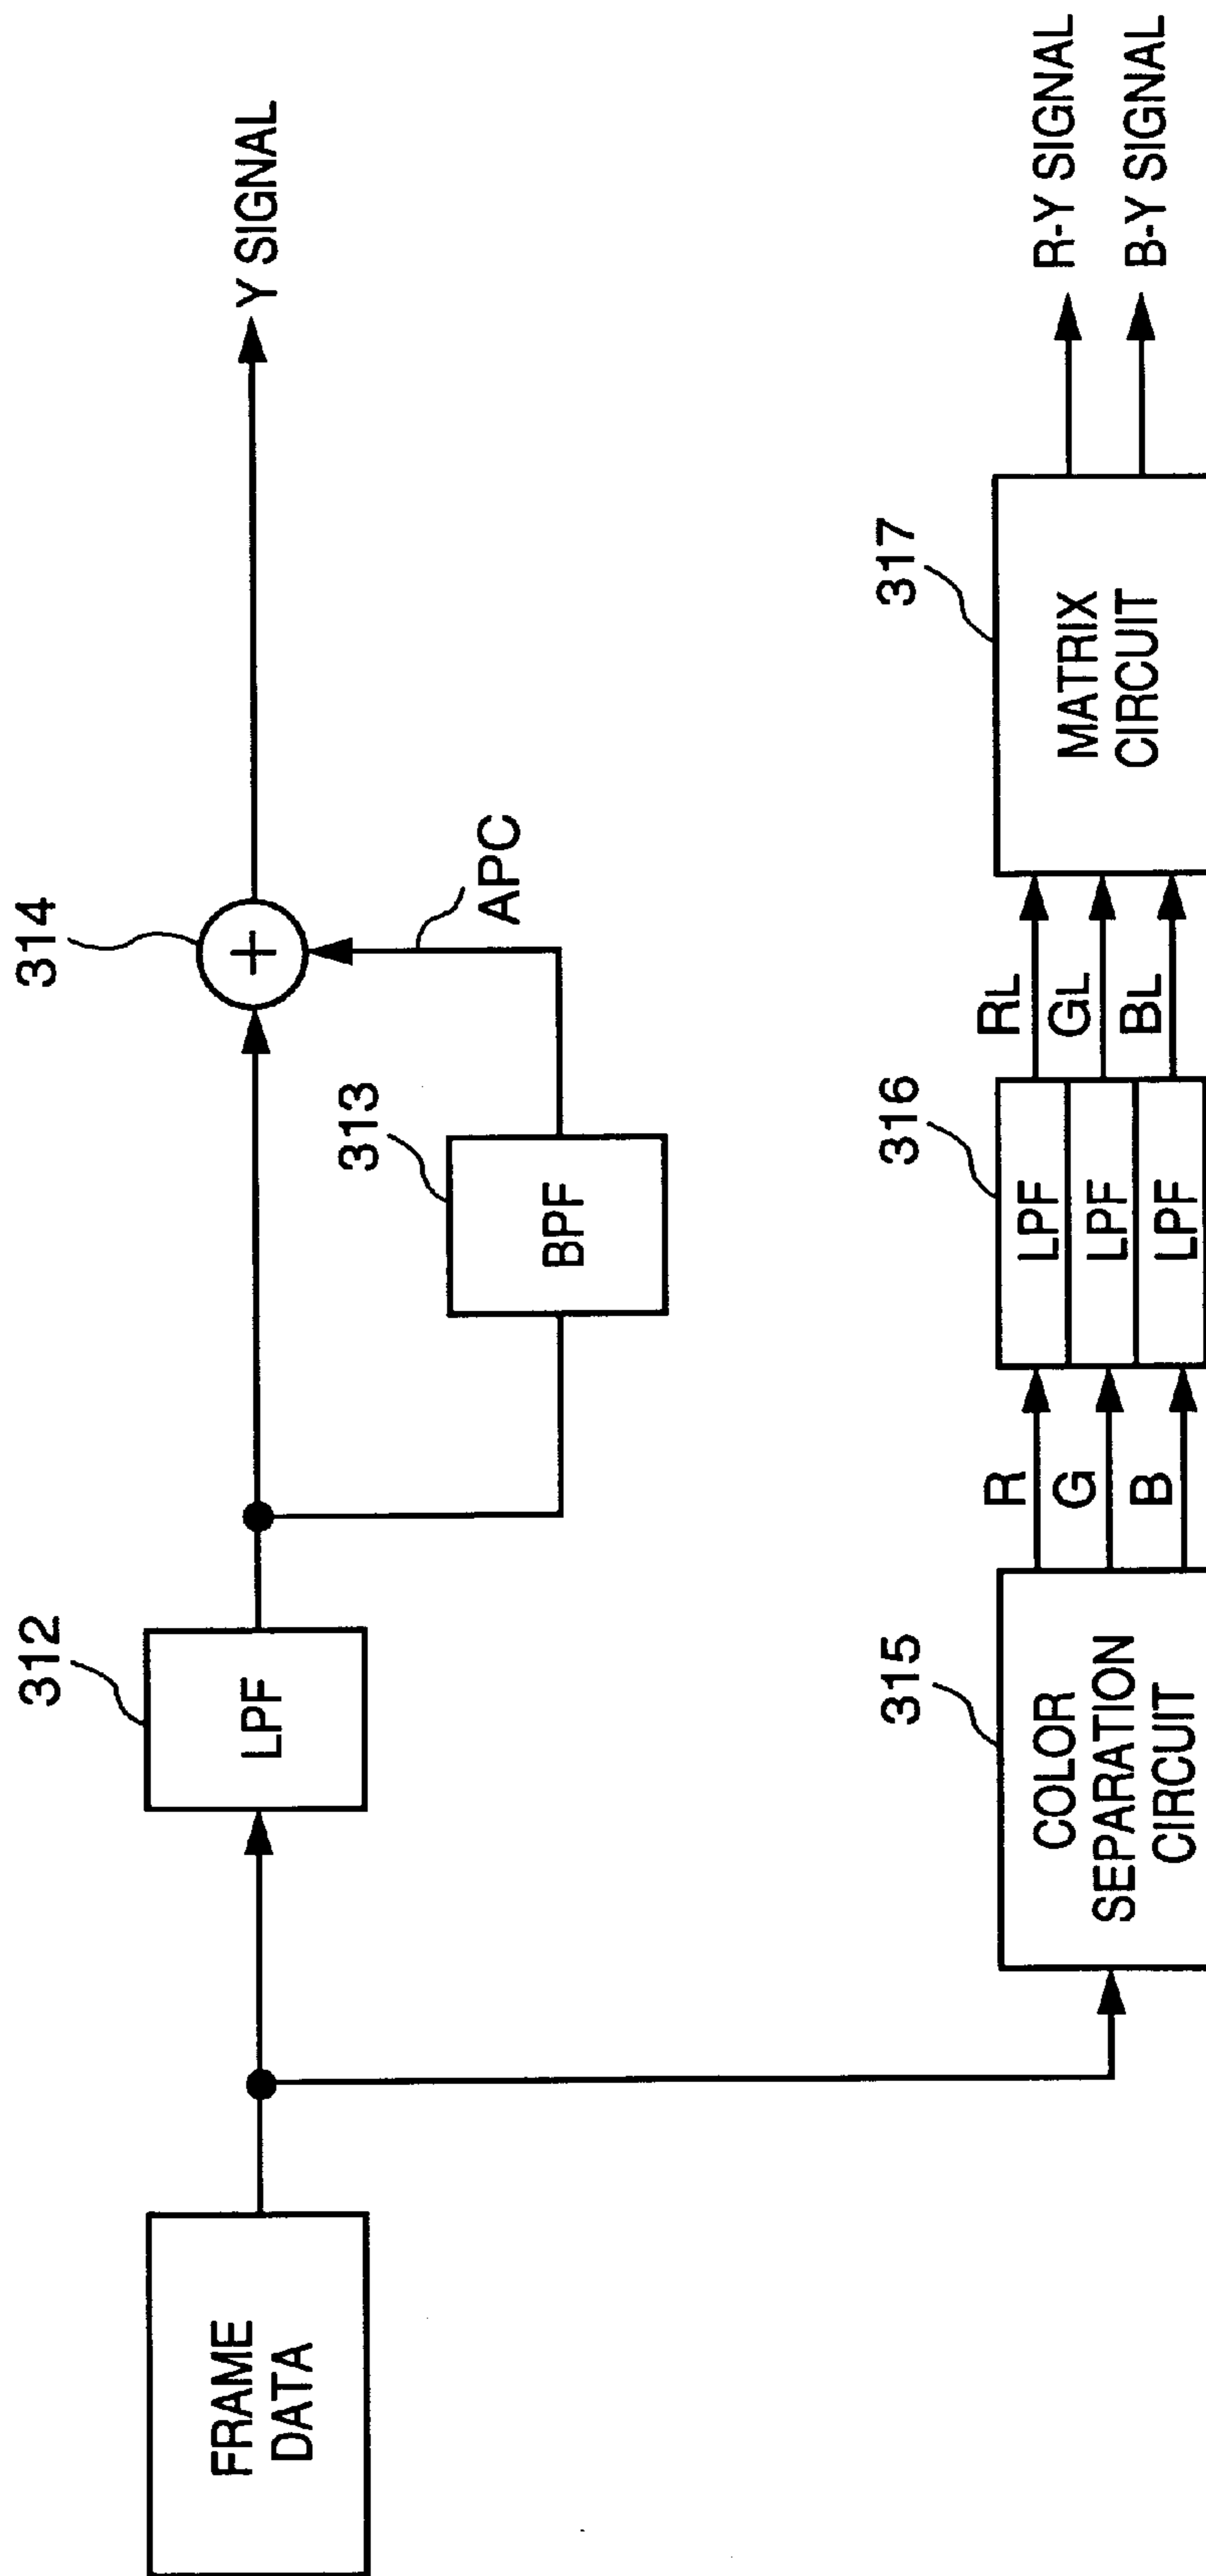 FRAME
DATA
312
LPF
313
BPF
314
APC
Y SIGNAL
315
COLOR
SEPARATION
CIRCUIT
R
G
B
316
LPF
LPF
LPF
RL
GL
BL
317
MATRIX
CIRCUIT
R-Y SIGNAL
B-Y SIGNAL